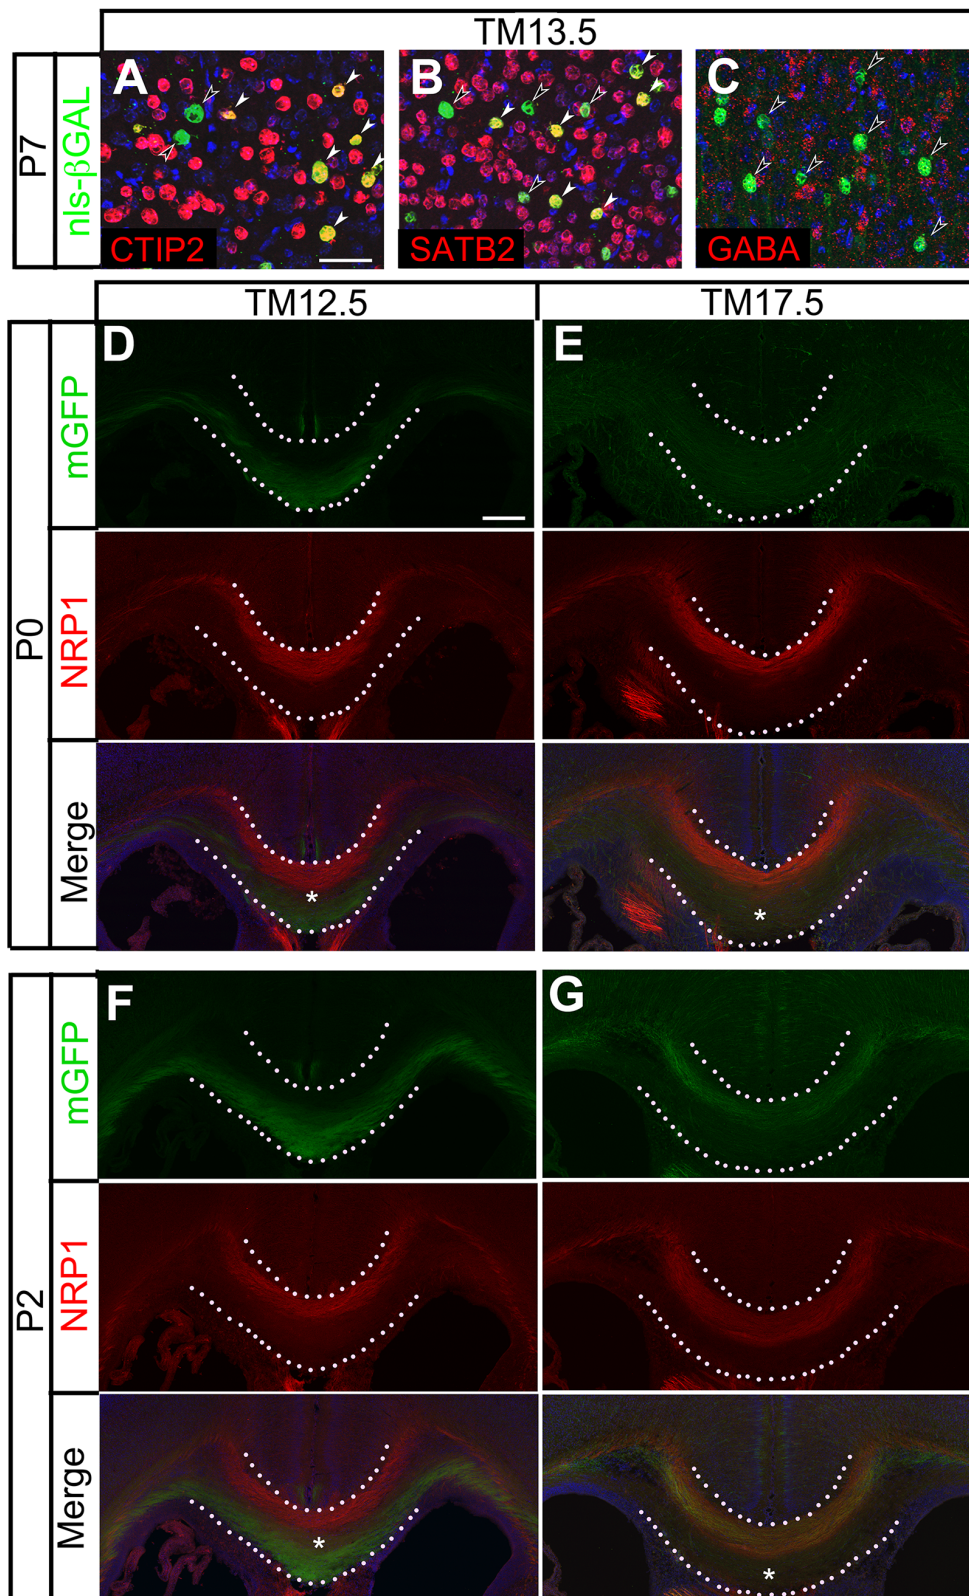 TM13.5
P7
nls-βGAL
A
B
C
CTIP2
SATB2
GABA
TM12.5
TM17.5
P0
mGFP
D
E
NRP1
Merge
*
*
P2
mGFP
F
G
NRP1
Merge
*
*